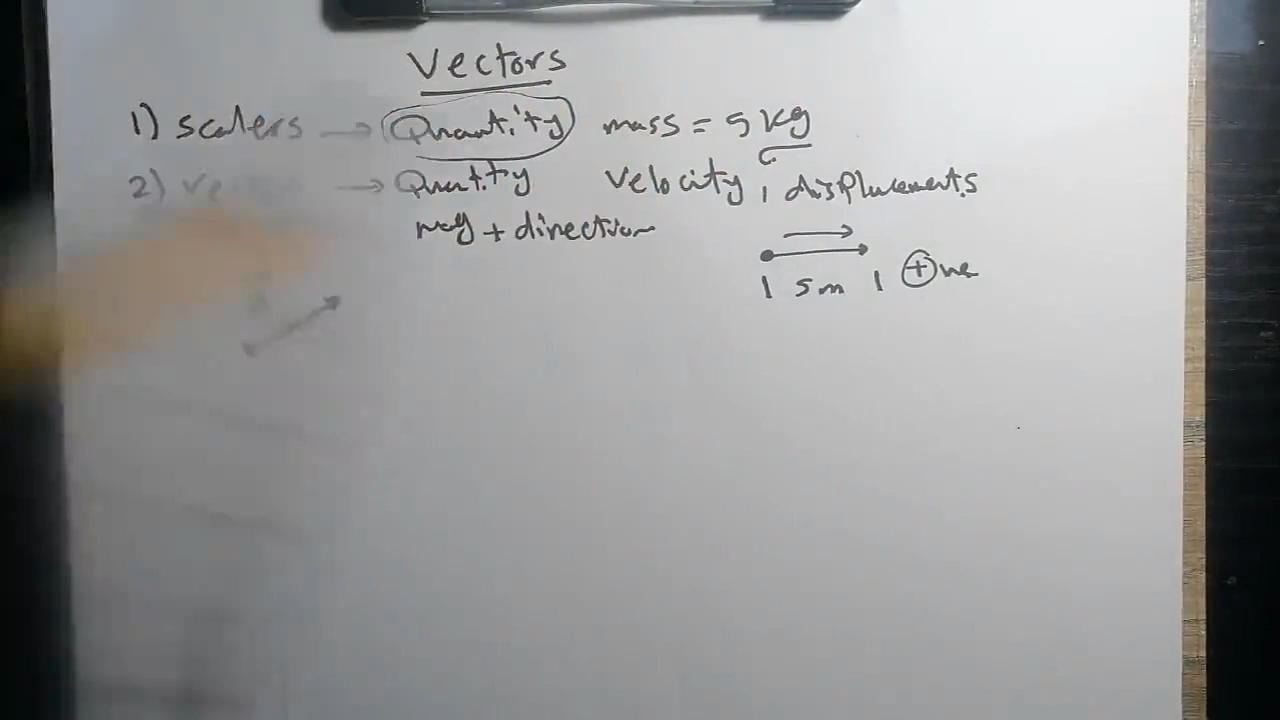 Vectors
1) scalers → Quantity mass = 5 kg
2) → Quantity velocity, displacements
mag + direction
5m +ve